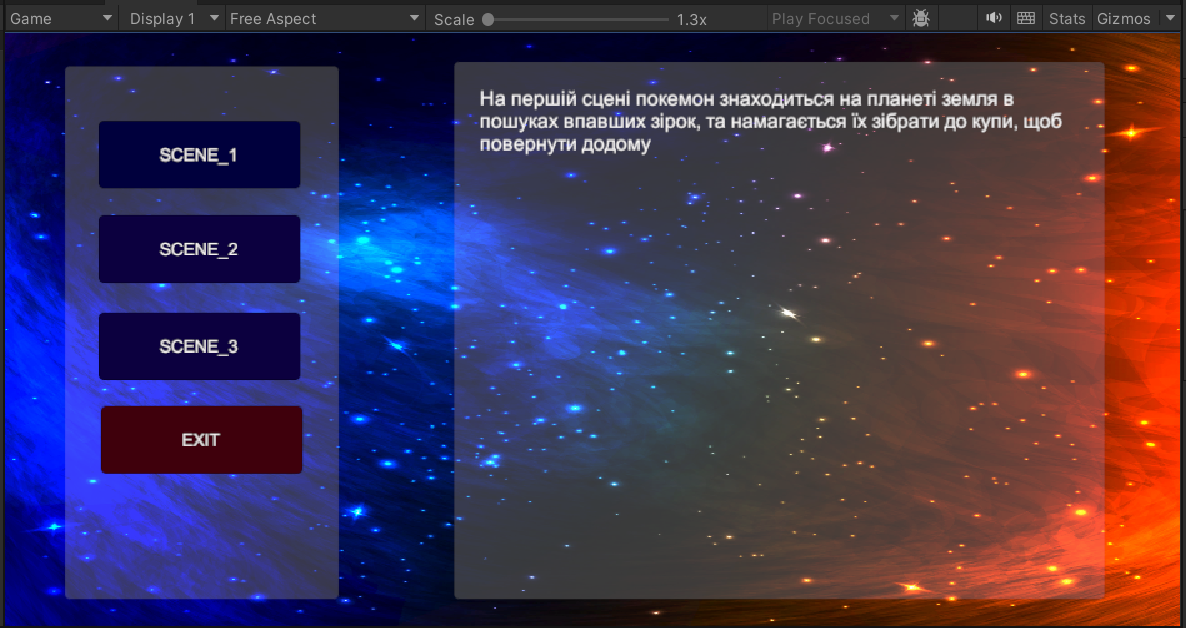 Game Display 1 Free Aspect Scale 1.3x Play Focused Stats Gizmos
SCENE_1
SCENE_2
SCENE_3
EXIT
На першій сцені покемон знаходиться на планеті земля в
пошуках впавших зірок, та намагається їх зібрати до купи, щоб
повернути додому